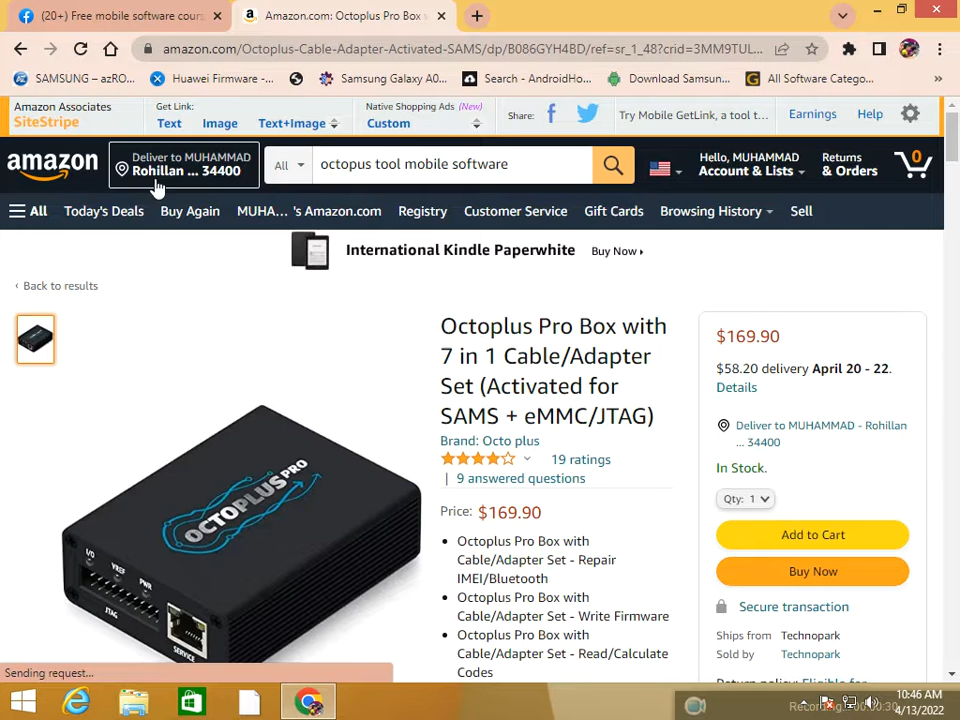 (20+) Free mobile software cours
Amazon.com: Octoplus Pro Box w
amazon.com/Octoplus-Cable-Adapter-Activated-SAMS/dp/B086GYH4BD/ref=sr_1_48?crid=3MM9TUL...
SAMSUNG – azRO... Huawei Firmware -... Samsung Galaxy A0... Search - AndroidHo... Download Samsun... All Software Catego... »
Amazon Associates
SiteStripe
Get Link:
Text Image Text+Image
Native Shopping Ads (New)
Custom
Share:
Try Mobile GetLink, a tool t...
Earnings Help
amazon
Deliver to MUHAMMAD
Rohillan ... 34400
All octopus tool mobile software
Hello, MUHAMMAD
Account & Lists
Returns
& Orders
0
All Today's Deals Buy Again MUHA... 's Amazon.com Registry Customer Service Gift Cards Browsing History Sell
International Kindle Paperwhite Buy Now
‹ Back to results
Octoplus Pro Box with
7 in 1 Cable/Adapter
Set (Activated for
SAMS + eMMC/JTAG)
Brand: Octo plus
19 ratings
| 9 answered questions
Price: $169.90
• Octoplus Pro Box with
Cable/Adapter Set - Repair
IMEI/Bluetooth
• Octoplus Pro Box with
Cable/Adapter Set - Write Firmware
• Octoplus Pro Box with
Cable/Adapter Set - Read/Calculate
Codes
$169.90
$58.20 delivery April 20 - 22.
Details
Deliver to MUHAMMAD - Rohillan
... 34400
In Stock.
Qty: 1
Add to Cart
Buy Now
Secure transaction
Ships from Technopark
Sold by Technopark
OCTOPLUS PRO
I/O
VREF
PWR
JTAG
SERVICE
Sending request...
10:46 AM
4/13/2022